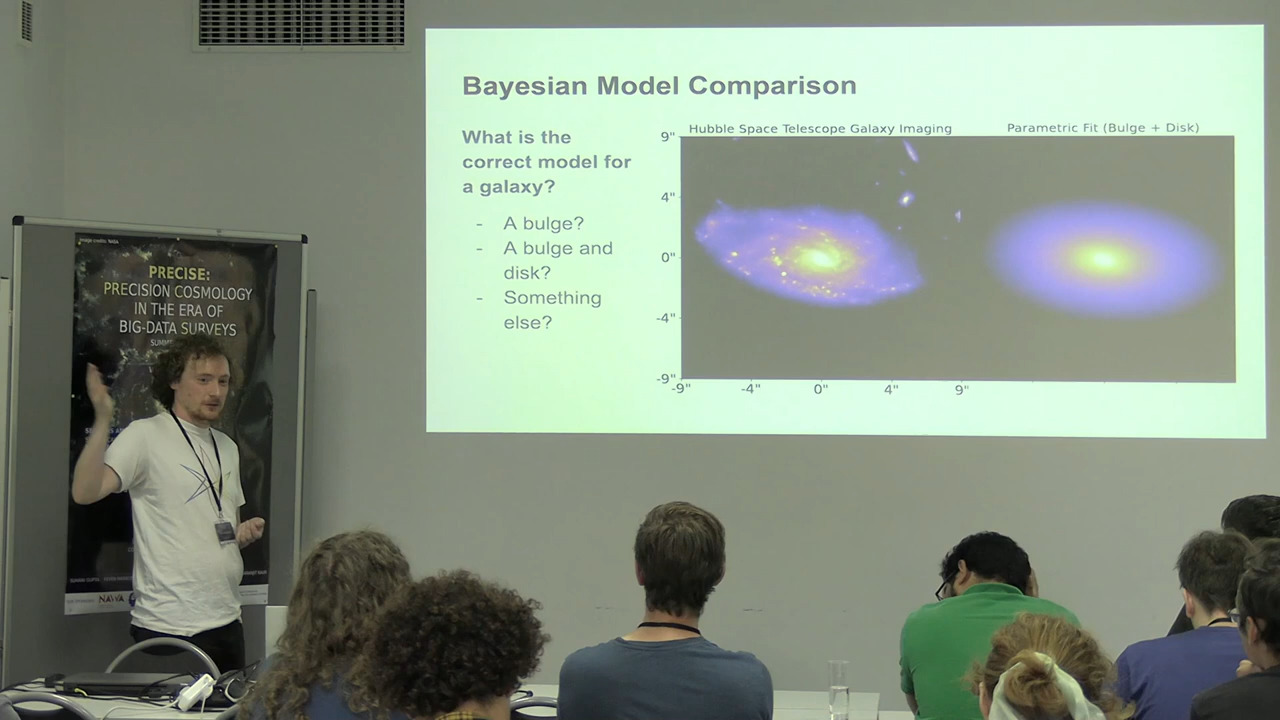 Bayesian Model Comparison
What is the
correct model for
a galaxy?
- A bulge?
- A bulge and
disk?
- Something
else?
Hubble Space Telescope Galaxy Imaging
Parametric Fit (Bulge + Disk)
9"
4"
0"
-4"
-9"
-9" -4" 0" 4" 9"
PRECISE:
PRECISION COSMOLOGY
IN THE ERA OF
BIG-DATA SURVEYS
NAWA